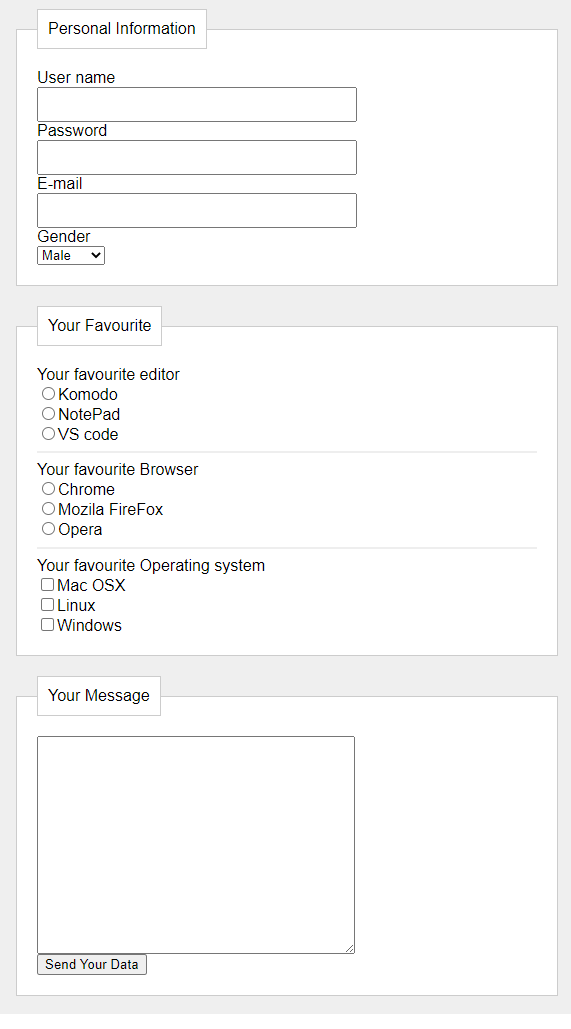 Personal Information
User name
Password
E-mail
Gender
Male
Your Favourite
Your favourite editor
Komodo
NotePad
VS code
Your favourite Browser
Chrome
Mozila FireFox
Opera
Your favourite Operating system
Mac OSX
Linux
Windows
Your Message
Send Your Data